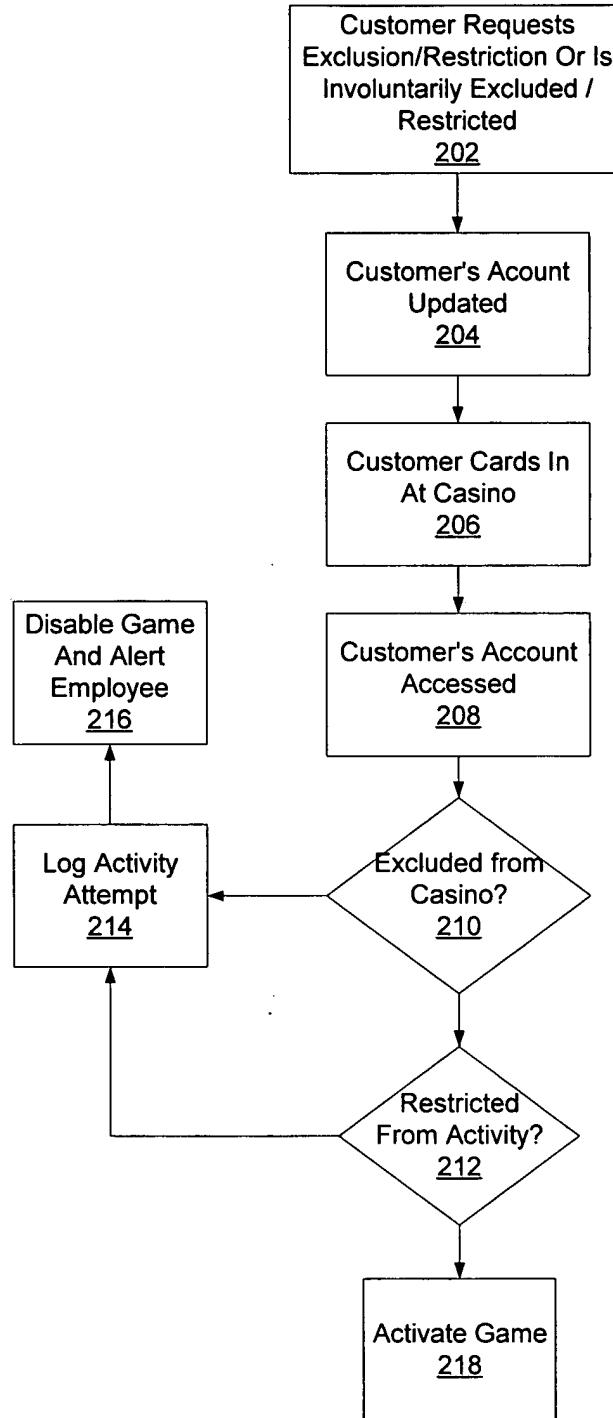 Customer Requests
Exclusion/Restriction Or Is
Involuntarily Excluded /
Restricted
202
Customer's Acount
Updated
204
Customer Cards In
At Casino
206
Disable Game
And Alert
Employee
216
Customer's Account
Accessed
208
Log Activity
Attempt
214
Excluded from
Casino?
210
Restricted
From Activity?
212
Activate Game
218